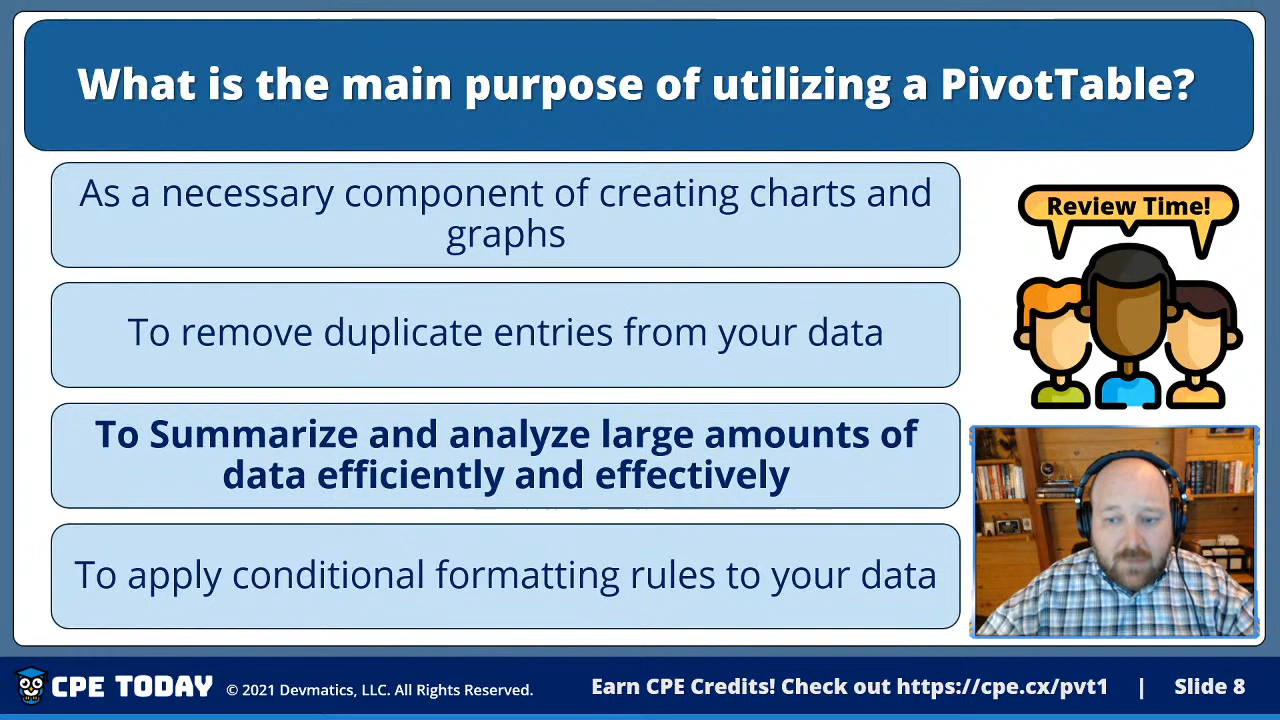 What is the main purpose of utilizing a PivotTable?
As a necessary component of creating charts and
graphs
To remove duplicate entries from your data
To Summarize and analyze large amounts of
data efficiently and effectively
To apply conditional formatting rules to your data
Review Time!
CPE TODAY
© 2021 Devmatics, LLC. All Rights Reserved.
Earn CPE Credits! Check out https://cpe.cx/pvt1 | Slide 8